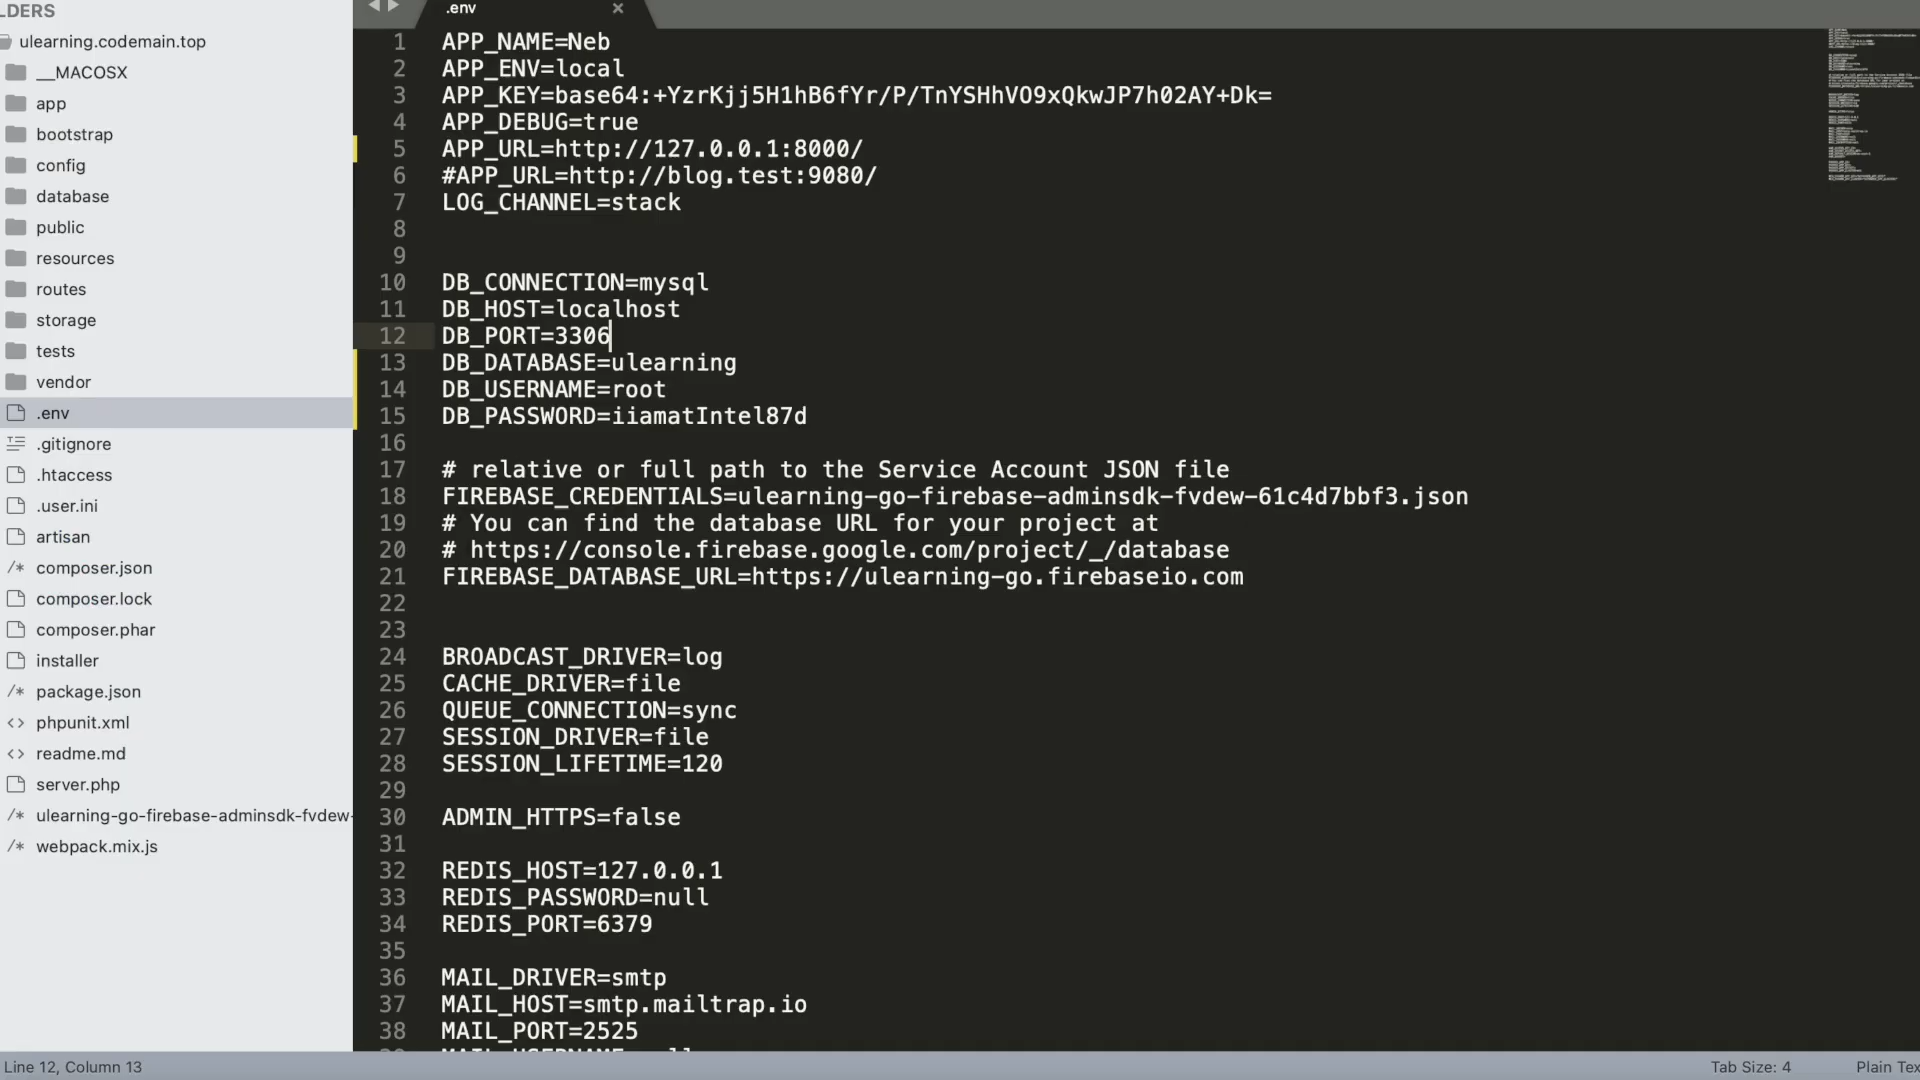 LDERS
ulearning.codemain.top
__MACOSX
app
bootstrap
config
database
public
resources
routes
storage
tests
vendor
.env
.gitignore
.htaccess
.user.ini
artisan
composer.json
composer.lock
composer.phar
installer
package.json
phpunit.xml
readme.md
server.php
ulearning-go-firebase-adminsdk-fvdew-
webpack.mix.js
.env
1 APP_NAME=Neb
2 APP_ENV=local
3 APP_KEY=base64:+YzrKjj5H1hB6fYr/P/TnYSHhVO9xQkwJP7h02AY+Dk=
4 APP_DEBUG=true
5 APP_URL=http://127.0.0.1:8000/
6 #APP_URL=http://blog.test:9080/
7 LOG_CHANNEL=stack
8
9
10 DB_CONNECTION=mysql
11 DB_HOST=localhost
12 DB_PORT=3306
13 DB_DATABASE=ulearning
14 DB_USERNAME=root
15 DB_PASSWORD=iiamatIntel87d
16
17 # relative or full path to the Service Account JSON file
18 FIREBASE_CREDENTIALS=ulearning-go-firebase-adminsdk-fvdew-61c4d7bbf3.json
19 # You can find the database URL for your project at
20 # https://console.firebase.google.com/project/_/database
21 FIREBASE_DATABASE_URL=https://ulearning-go.firebaseio.com
22
23
24 BROADCAST_DRIVER=log
25 CACHE_DRIVER=file
26 QUEUE_CONNECTION=sync
27 SESSION_DRIVER=file
28 SESSION_LIFETIME=120
29
30 ADMIN_HTTPS=false
31
32 REDIS_HOST=127.0.0.1
33 REDIS_PASSWORD=null
34 REDIS_PORT=6379
35
36 MAIL_DRIVER=smtp
37 MAIL_HOST=smtp.mailtrap.io
38 MAIL_PORT=2525
Line 12, Column 13
Tab Size: 4
Plain Tex